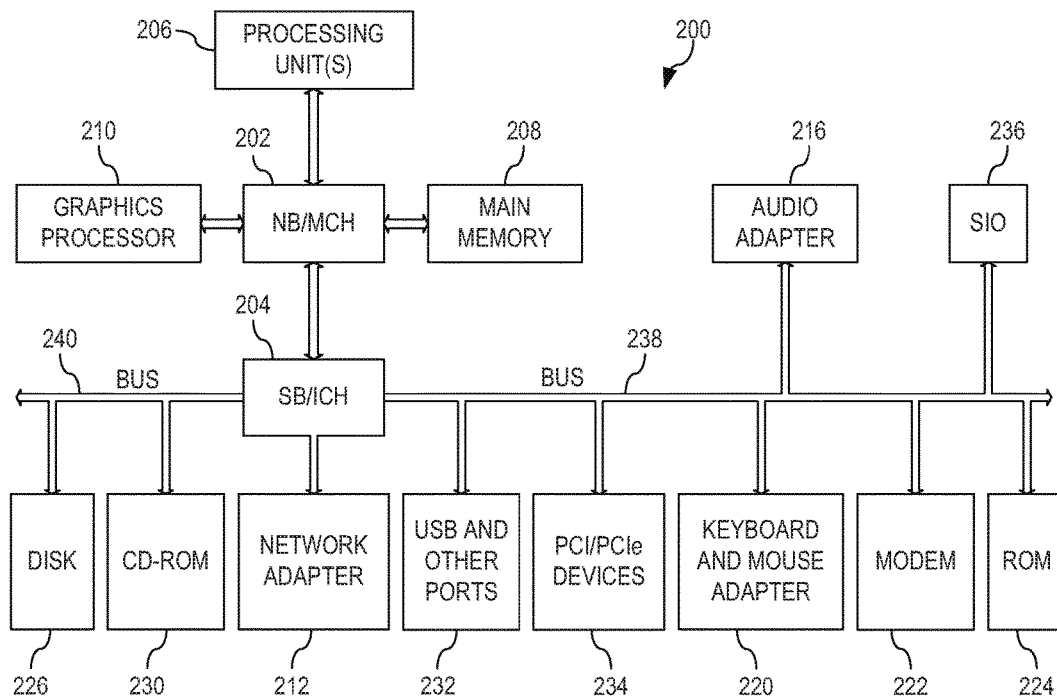 206
PROCESSING
UNIT(S)
200
210
202
208
216
236
GRAPHICS
PROCESSOR
NB/MCH
MAIN
MEMORY
AUDIO
ADAPTER
SIO
240
204
238
BUS
SB/ICH
BUS
DISK
CD-ROM
NETWORK
ADAPTER
USB AND
OTHER
PORTS
PCI/PCIe
DEVICES
KEYBOARD
AND MOUSE
ADAPTER
MODEM
ROM
226
230
212
232
234
220
222
224